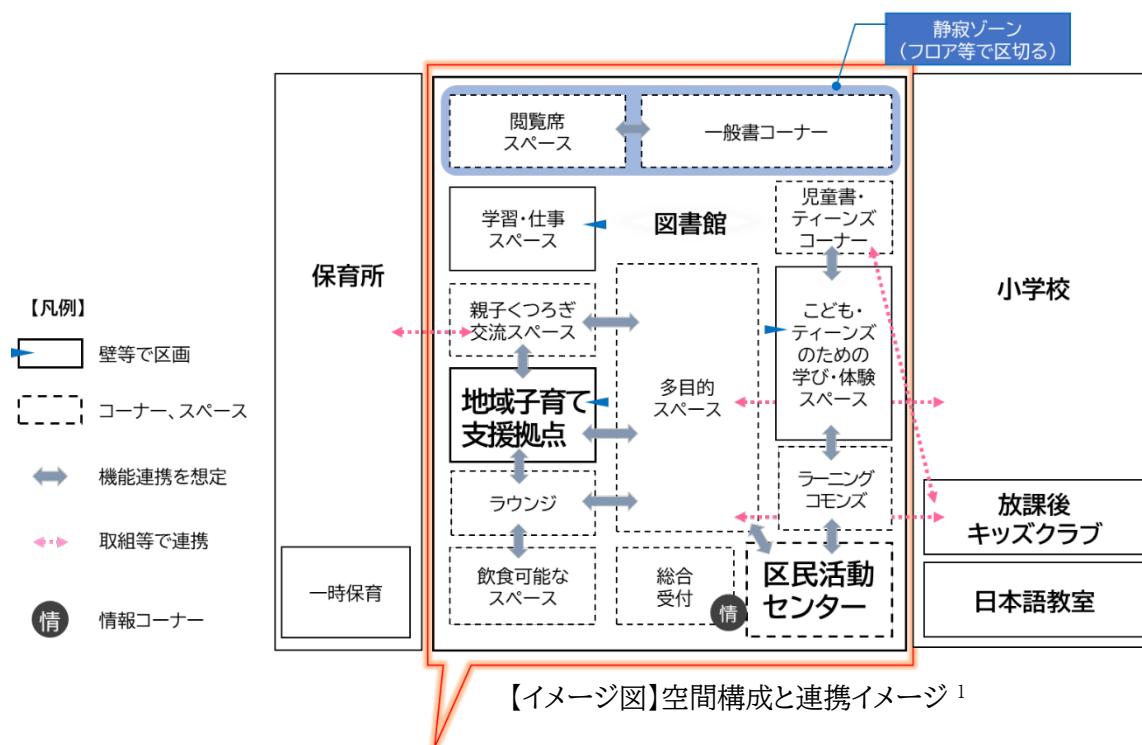 静寂ゾーン
（フロア等で区切る）
閲覧席
スペース
一般書コーナー
学習・仕事
スペース
図書館
児童書・
ティーンズ
コーナー
保育所
小学校
【凡例】
壁等で区画
コーナー、スペース
機能連携を想定
取組等で連携
情
情報コーナー
親子くつろぎ
交流スペース
こども・
ティーンズ
のための
学び・体験
スペース
地域子育て
支援拠点
多目的
スペース
ラウンジ
ラーニング
コモンズ
放課後
キッズクラブ
一時保育
飲食可能な
スペース
総合
受付
情
区民活動
センター
日本語教室
【イメージ図】空間構成と連携イメージ 1